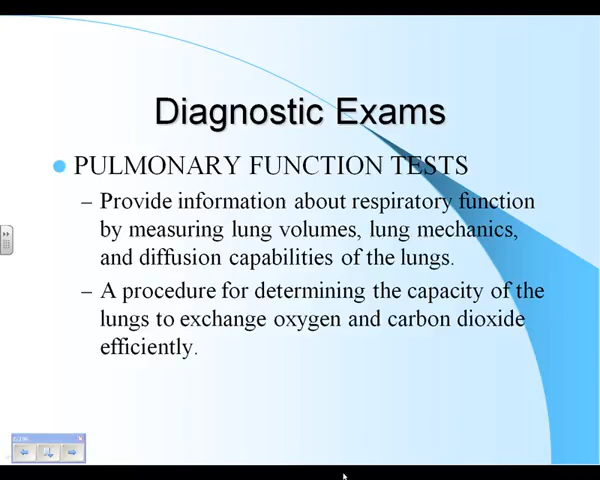 Diagnostic Exams
PULMONARY FUNCTION TESTS
– Provide information about respiratory function
by measuring lung volumes, lung mechanics,
and diffusion capabilities of the lungs.
– A procedure for determining the capacity of the
lungs to exchange oxygen and carbon dioxide
efficiently.